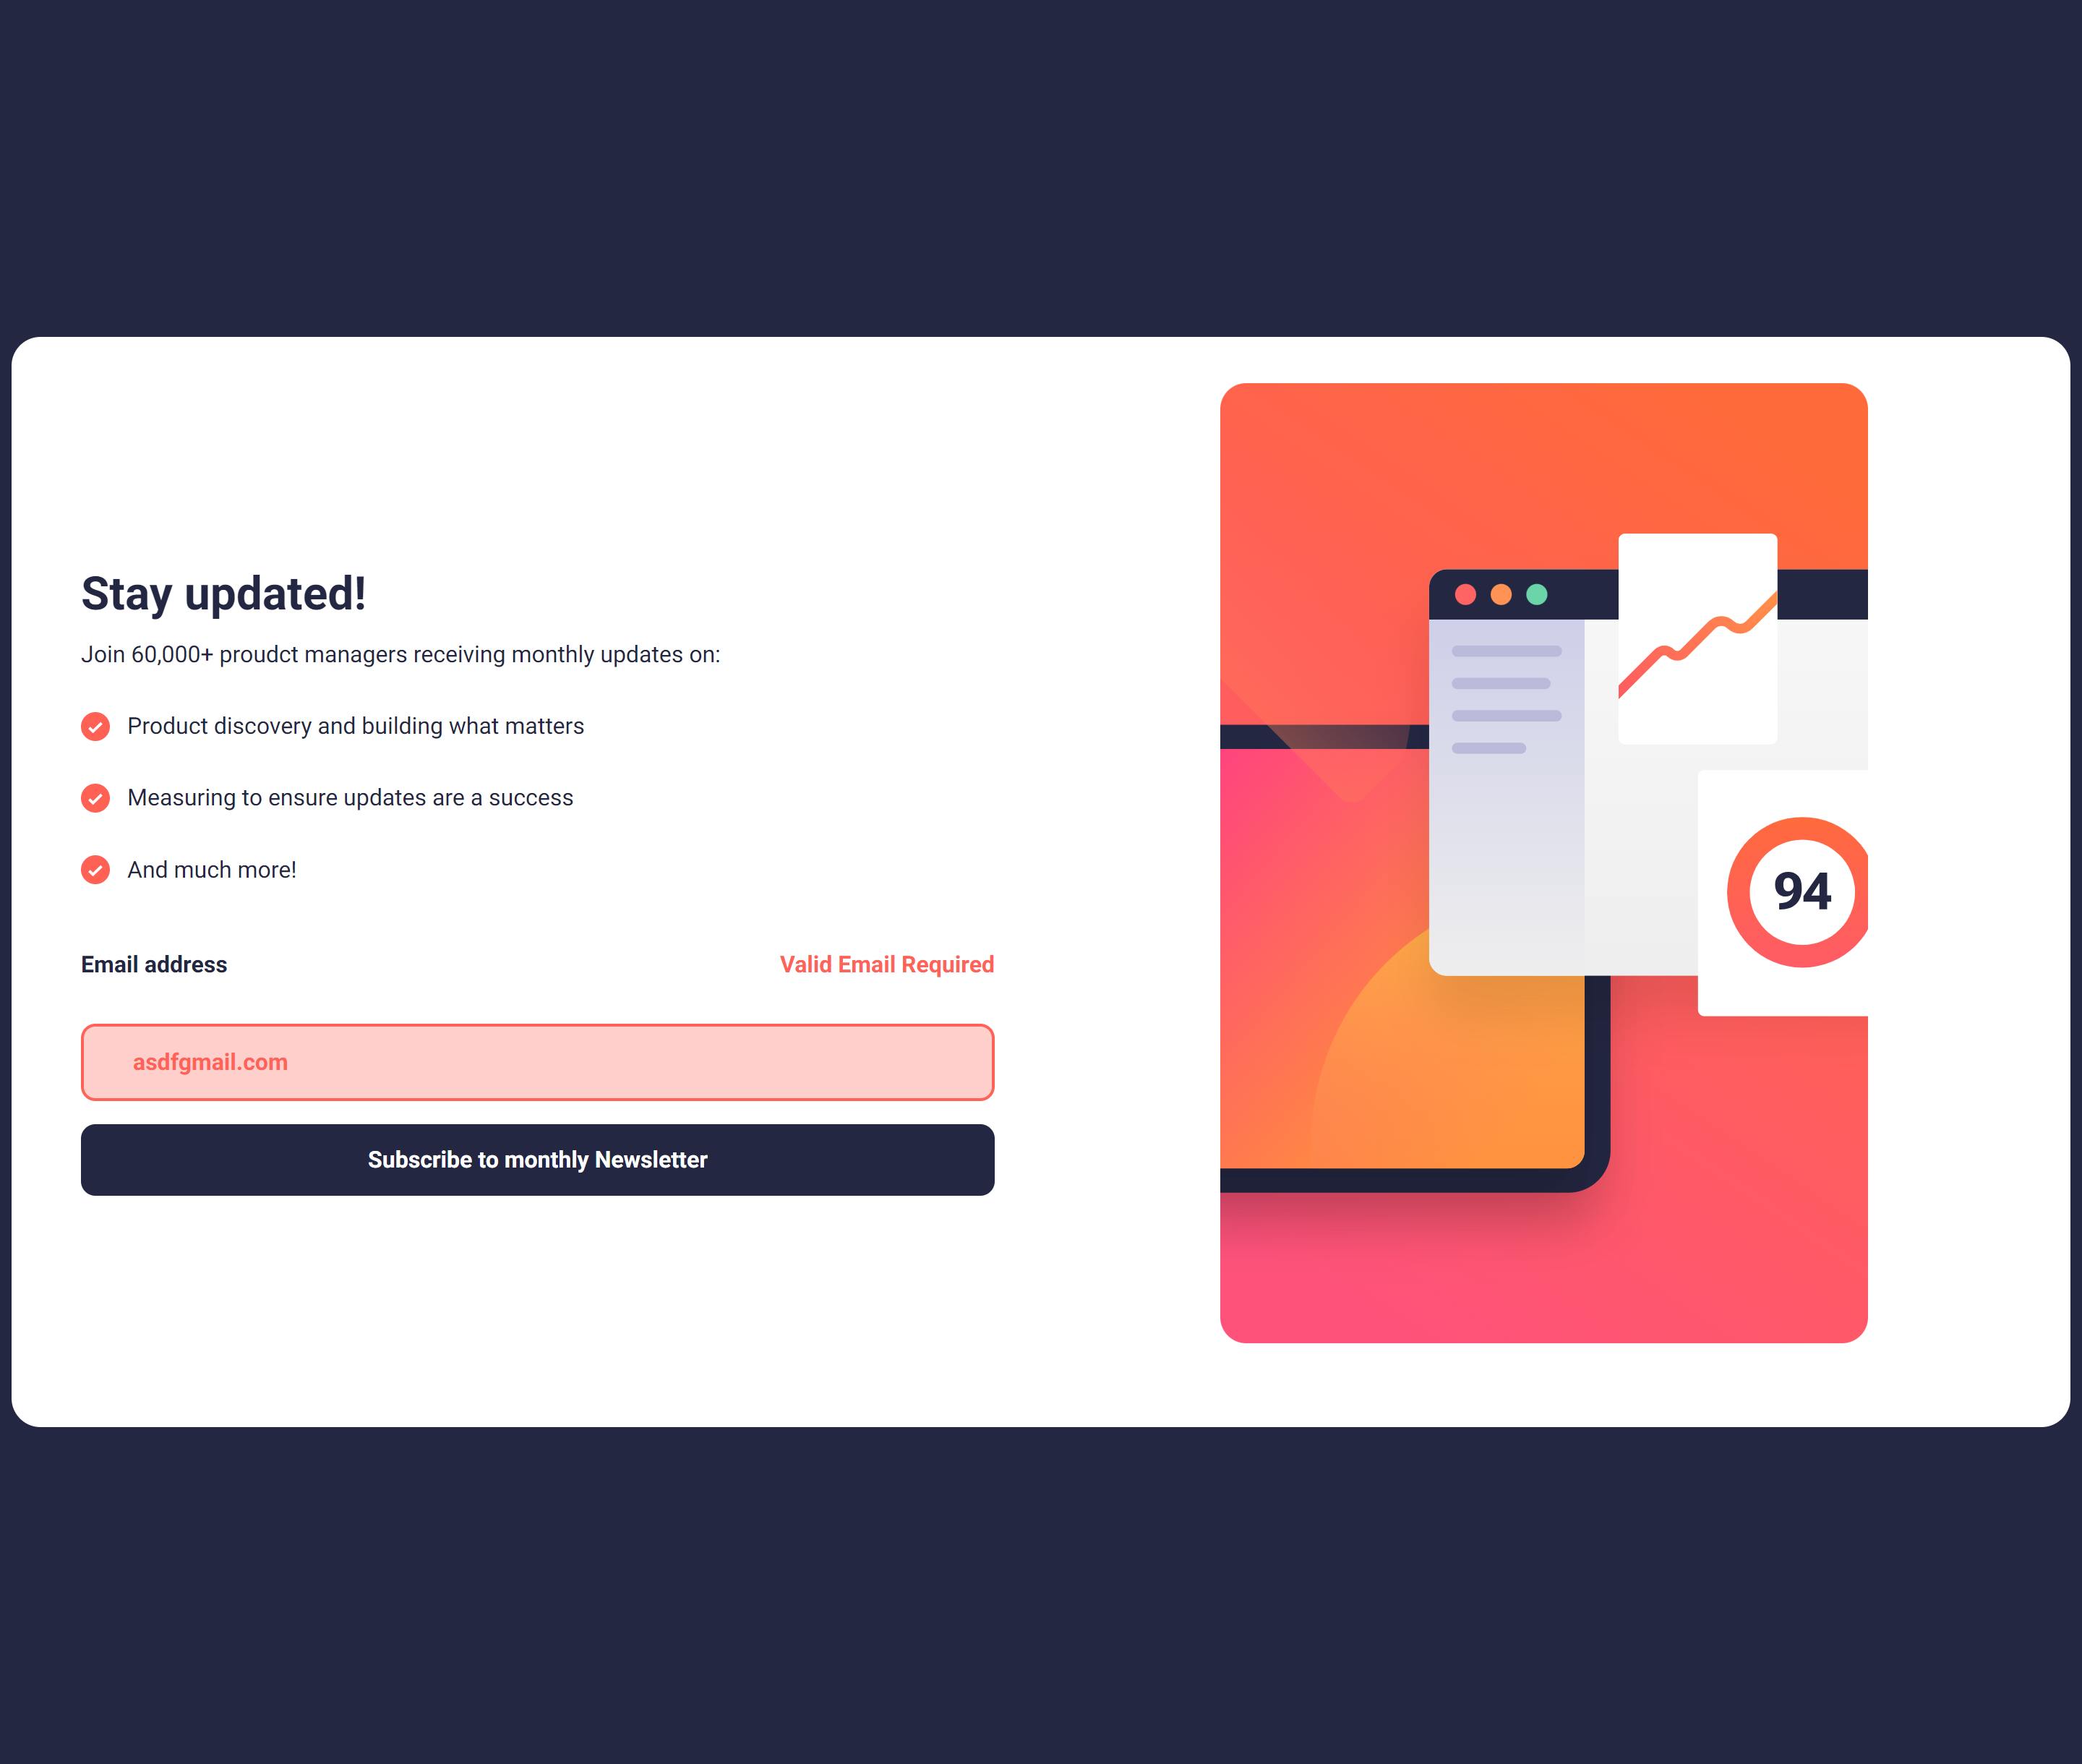 Stay updated!
Join 60,000+ proudct managers receiving monthly updates on:
Product discovery and building what matters
Measuring to ensure updates are a success
And much more!
Email address
Valid Email Required
asdfgmail.com
Subscribe to monthly Newsletter
94